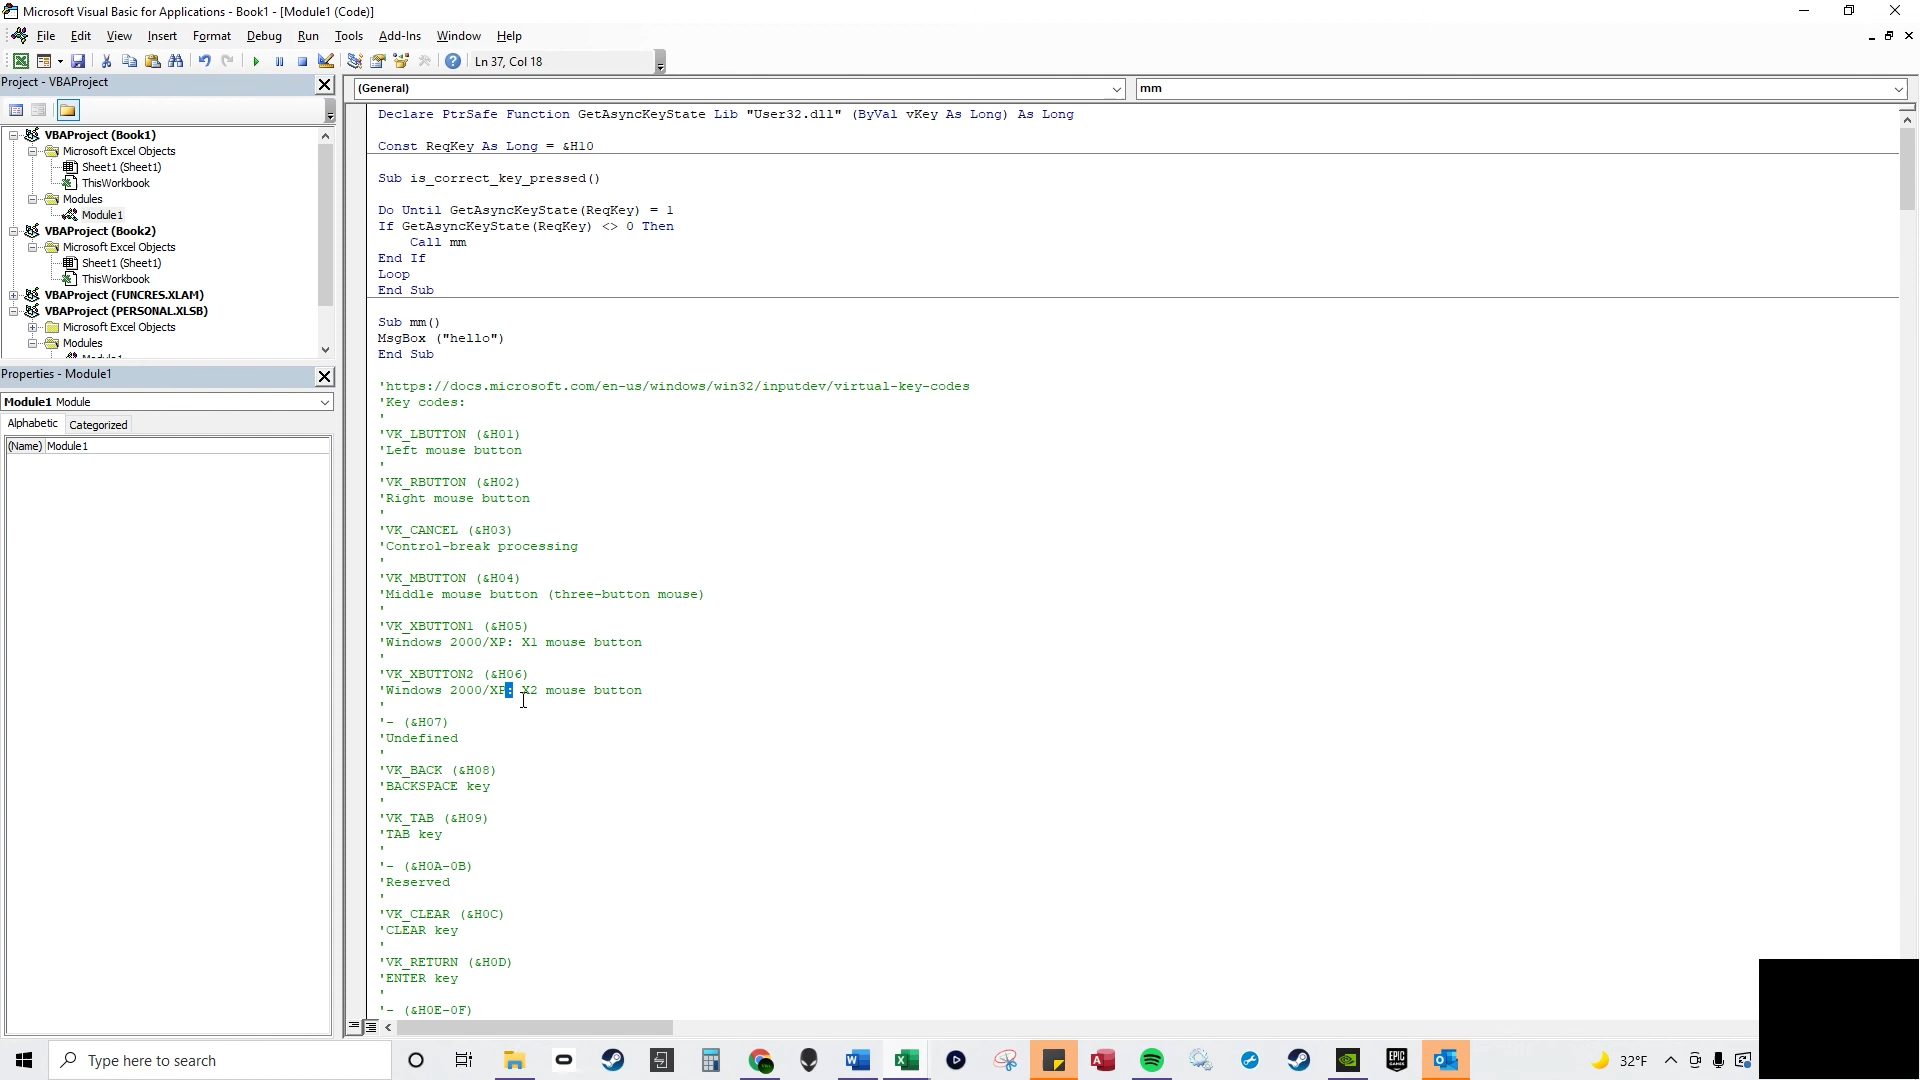 Microsoft Visual Basic for Applications - Book1 - [Module1 (Code)]
File Edit View Insert Format Debug Run Tools Add-Ins Window Help
Ln 37, Col 18
Project - VBAProject
(General)
mm
VBAProject (Book1)
Microsoft Excel Objects
Sheet1 (Sheet1)
ThisWorkbook
Modules
Module1
VBAProject (Book2)
Microsoft Excel Objects
Sheet1 (Sheet1)
ThisWorkbook
VBAProject (FUNCRES.XLAM)
VBAProject (PERSONAL.XLSB)
Microsoft Excel Objects
Modules
Module1
Properties - Module1
Module1 Module
Alphabetic Categorized
(Name) Module1
Declare PtrSafe Function GetAsyncKeyState Lib "User32.dll" (ByVal vKey As Long) As Long
Const ReqKey As Long = &H10
Sub is_correct_key_pressed()
Do Until GetAsyncKeyState(ReqKey) = 1
If GetAsyncKeyState(ReqKey) <> 0 Then
Call mm
End If
Loop
End Sub
Sub mm()
MsgBox ("hello")
End Sub
'https://docs.microsoft.com/en-us/windows/win32/inputdev/virtual-key-codes
'Key codes:
'
'VK_LBUTTON (&H01)
'Left mouse button
'
'VK_RBUTTON (&H02)
'Right mouse button
'
'VK_CANCEL (&H03)
'Control-break processing
'
'VK_MBUTTON (&H04)
'Middle mouse button (three-button mouse)
'
'VK_XBUTTON1 (&H05)
'Windows 2000/XP: X1 mouse button
'
'VK_XBUTTON2 (&H06)
'Windows 2000/XP: X2 mouse button
'
'- (&H07)
'Undefined
'
'VK_BACK (&H08)
'BACKSPACE key
'
'VK_TAB (&H09)
'TAB key
'
'- (&H0A-0B)
'Reserved
'
'VK_CLEAR (&H0C)
'CLEAR key
'
'VK_RETURN (&H0D)
'ENTER key
'
'- (&H0E-0F)
Type here to search
32°F